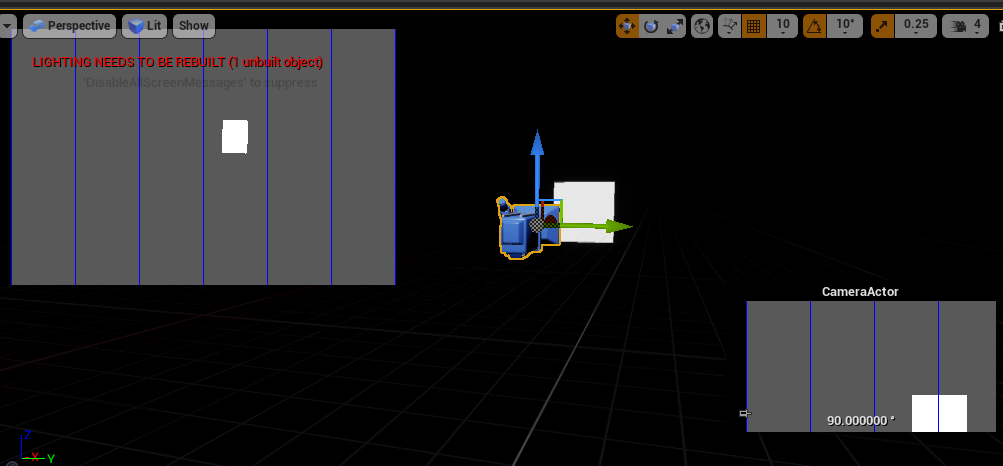 Perspective Lit Show 10 10° 0.25 4
LIGHTING NEEDS TO BE REBUILT (1 unbuilt object)
'DisableAllScreenMessages' to suppress
CameraActor
90.000000 °
Z
X Y